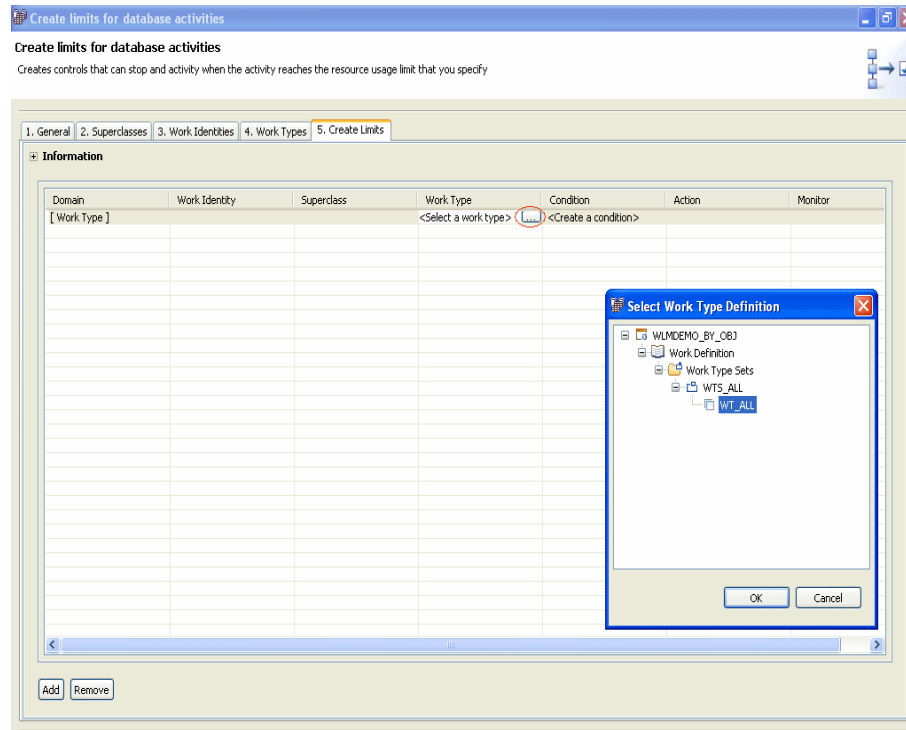 Create limits for database activities
Create limits for database activities
Creates controls that can stop and activity when the activity reaches the resource usage limit that you specify
1. General 2. Superclasses 3. Work Identities 4. Work Types 5. Create Limits
Information
Domain Work Identity Superclass Work Type Condition Action Monitor
[ Work Type ] <Select a work type> ... <Create a condition>
Select Work Type Definition
WLMDEMO_BY_OBJ
Work Definition
Work Type Sets
WTS_ALL
WT_ALL
OK Cancel
Add Remove